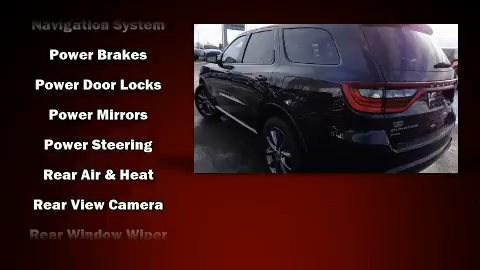 Navigation System
Power Brakes
Power Door Locks
Power Mirrors
Power Steering
Rear Air & Heat
Rear View Camera
Rear Window Wiper